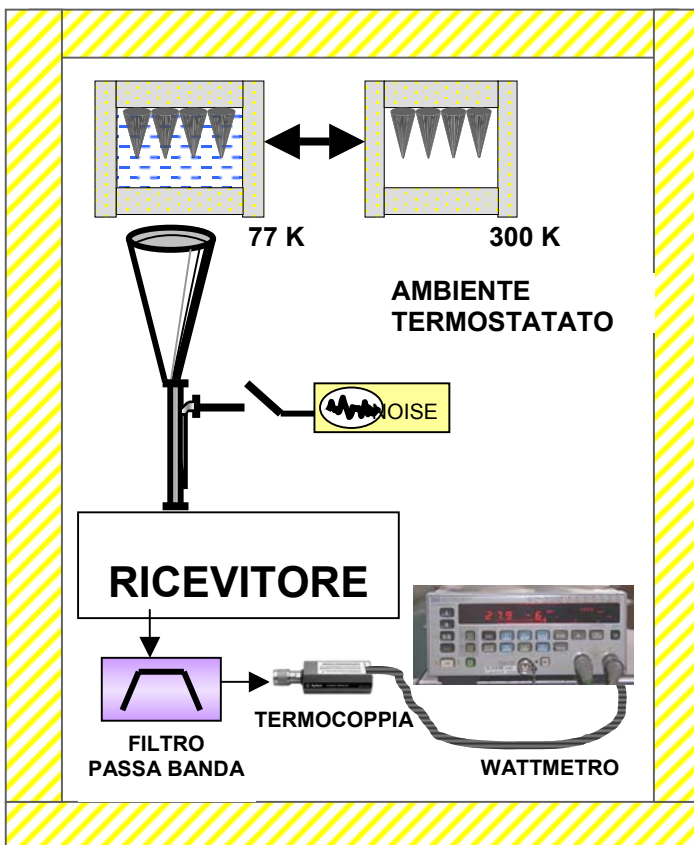 77 K
300 K
AMBIENTE
TERMOSTATATO
NOISE
RICEVITORE
TERMOCOPPIA
FILTRO
PASSA BANDA
WATTMETRO